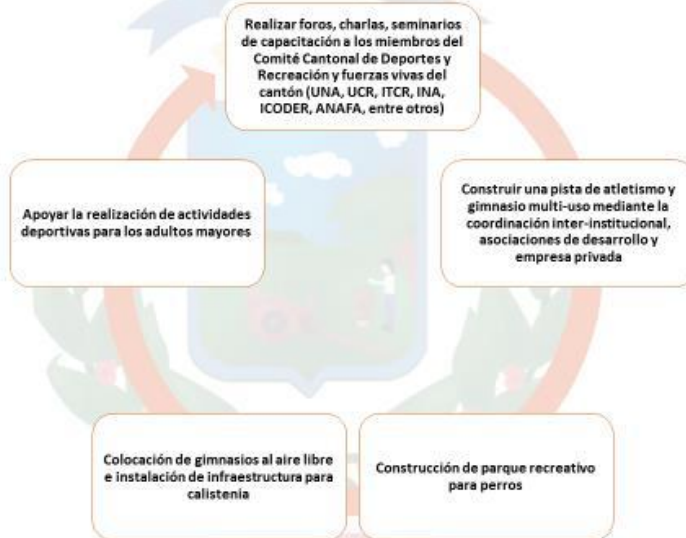 Realizar foros, charlas, seminarios
de capacitación a los miembros del
Comité Cantonal de Deportes y
Recreación y fuerzas vivas del
cantón (UNA, UCR, ITCR, INA,
ICODER, ANAFA, entre otros)
Construir una pista de atletismo y
gimnasio multi-uso mediante la
coordinación inter-institucional,
asociaciones de desarrollo y
empresa privada
Construcción de parque recreativo
para perros
Colocación de gimnasios al aire libre
e instalación de infraestructura para
calistenia
Apoyar la realización de actividades
deportivas para los adultos mayores